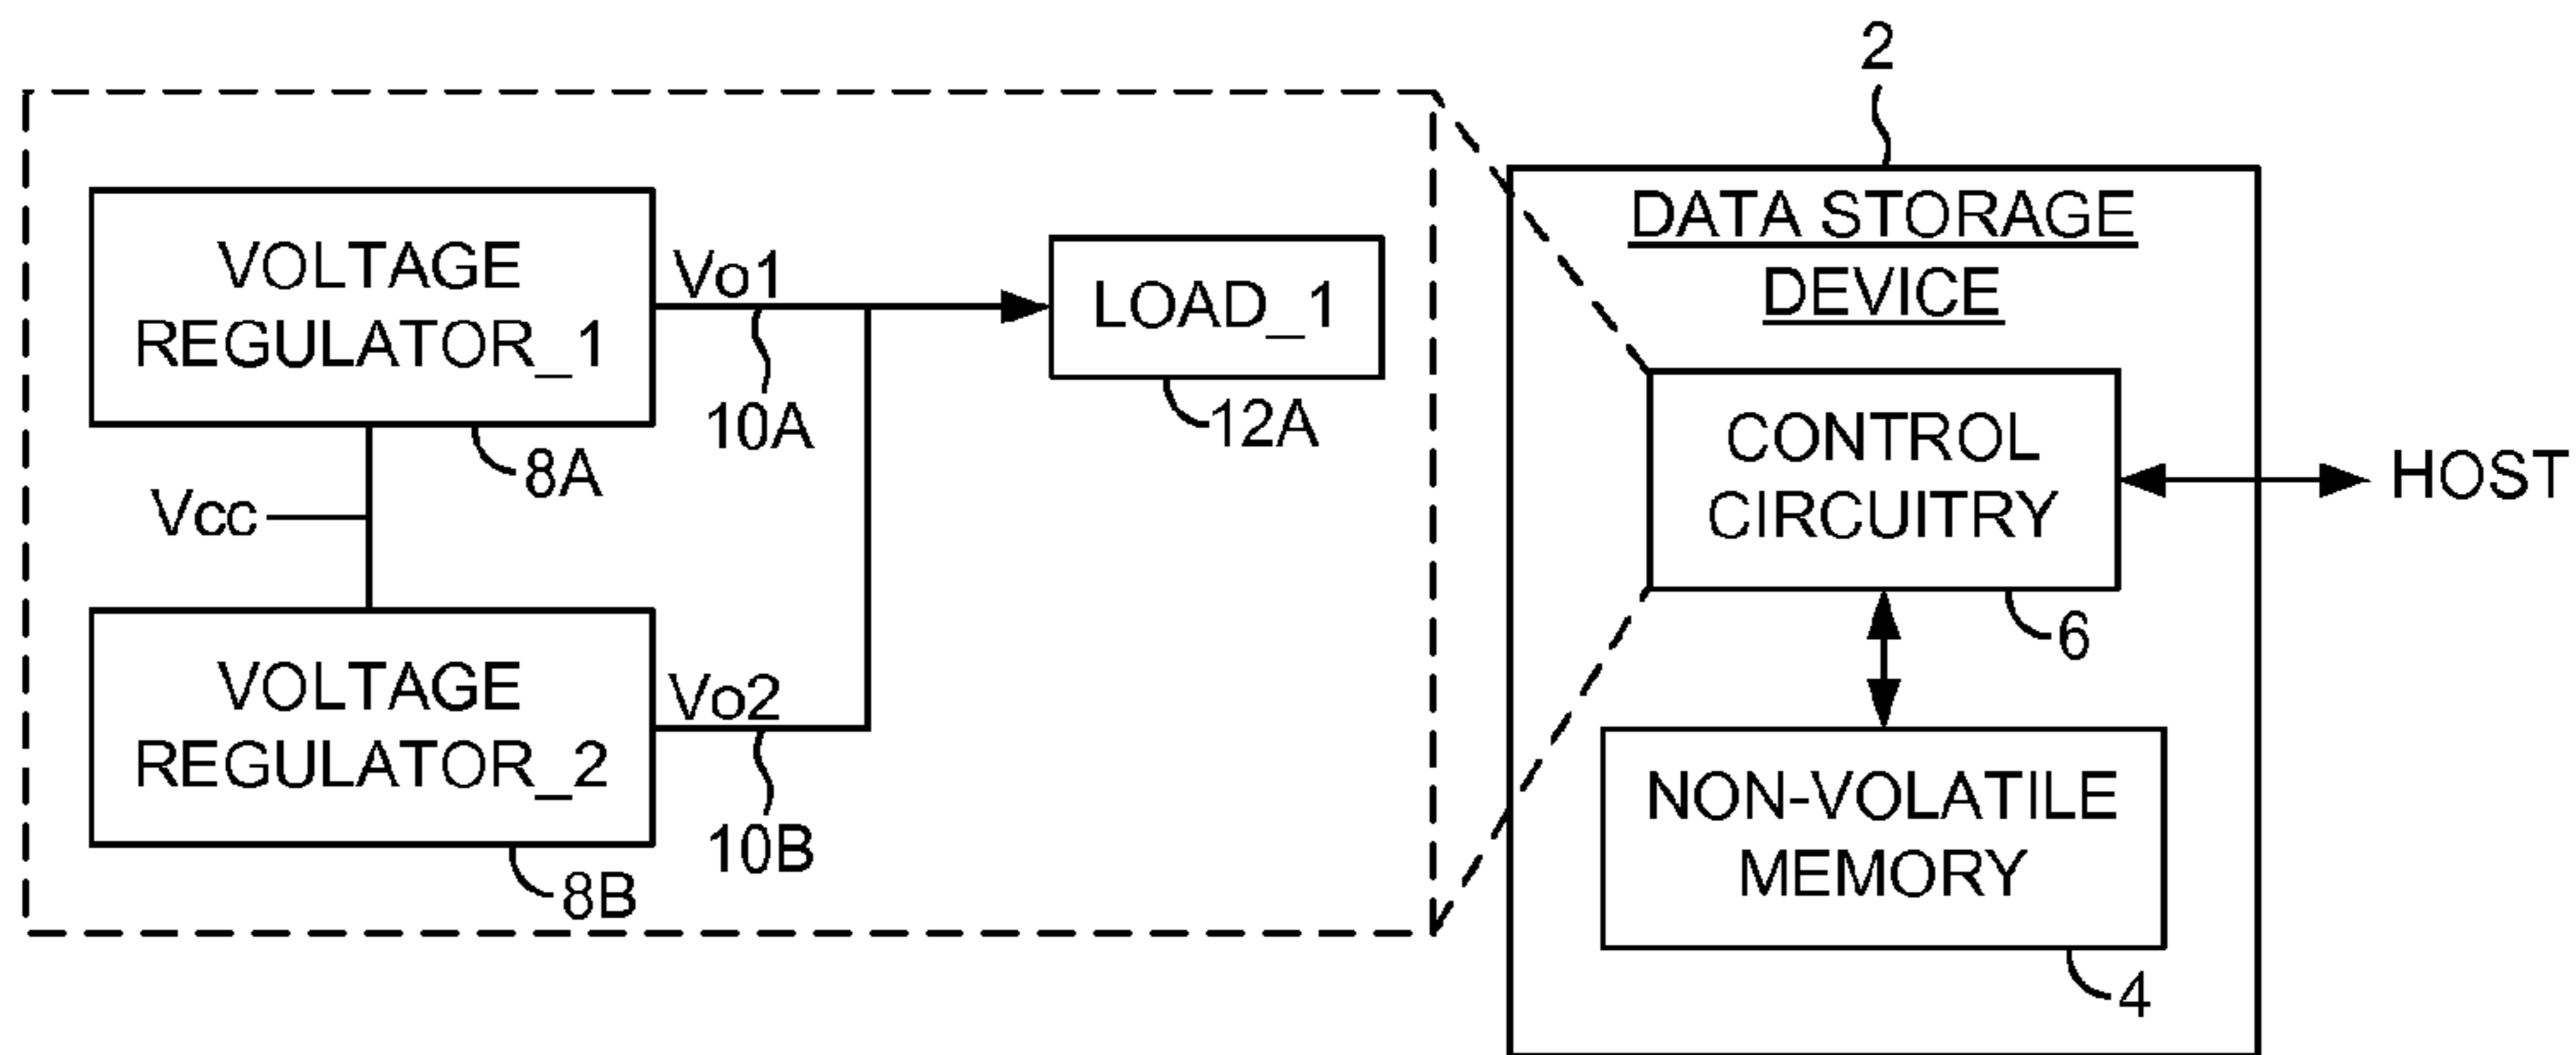 2
DATA STORAGE
DEVICE
VOLTAGE
REGULATOR_1
Vo1
10A
LOAD_1
12A
8A
Vcc
VOLTAGE
REGULATOR_2
Vo2
10B
8B
CONTROL
CIRCUITRY
6
HOST
NON-VOLATILE
MEMORY
4